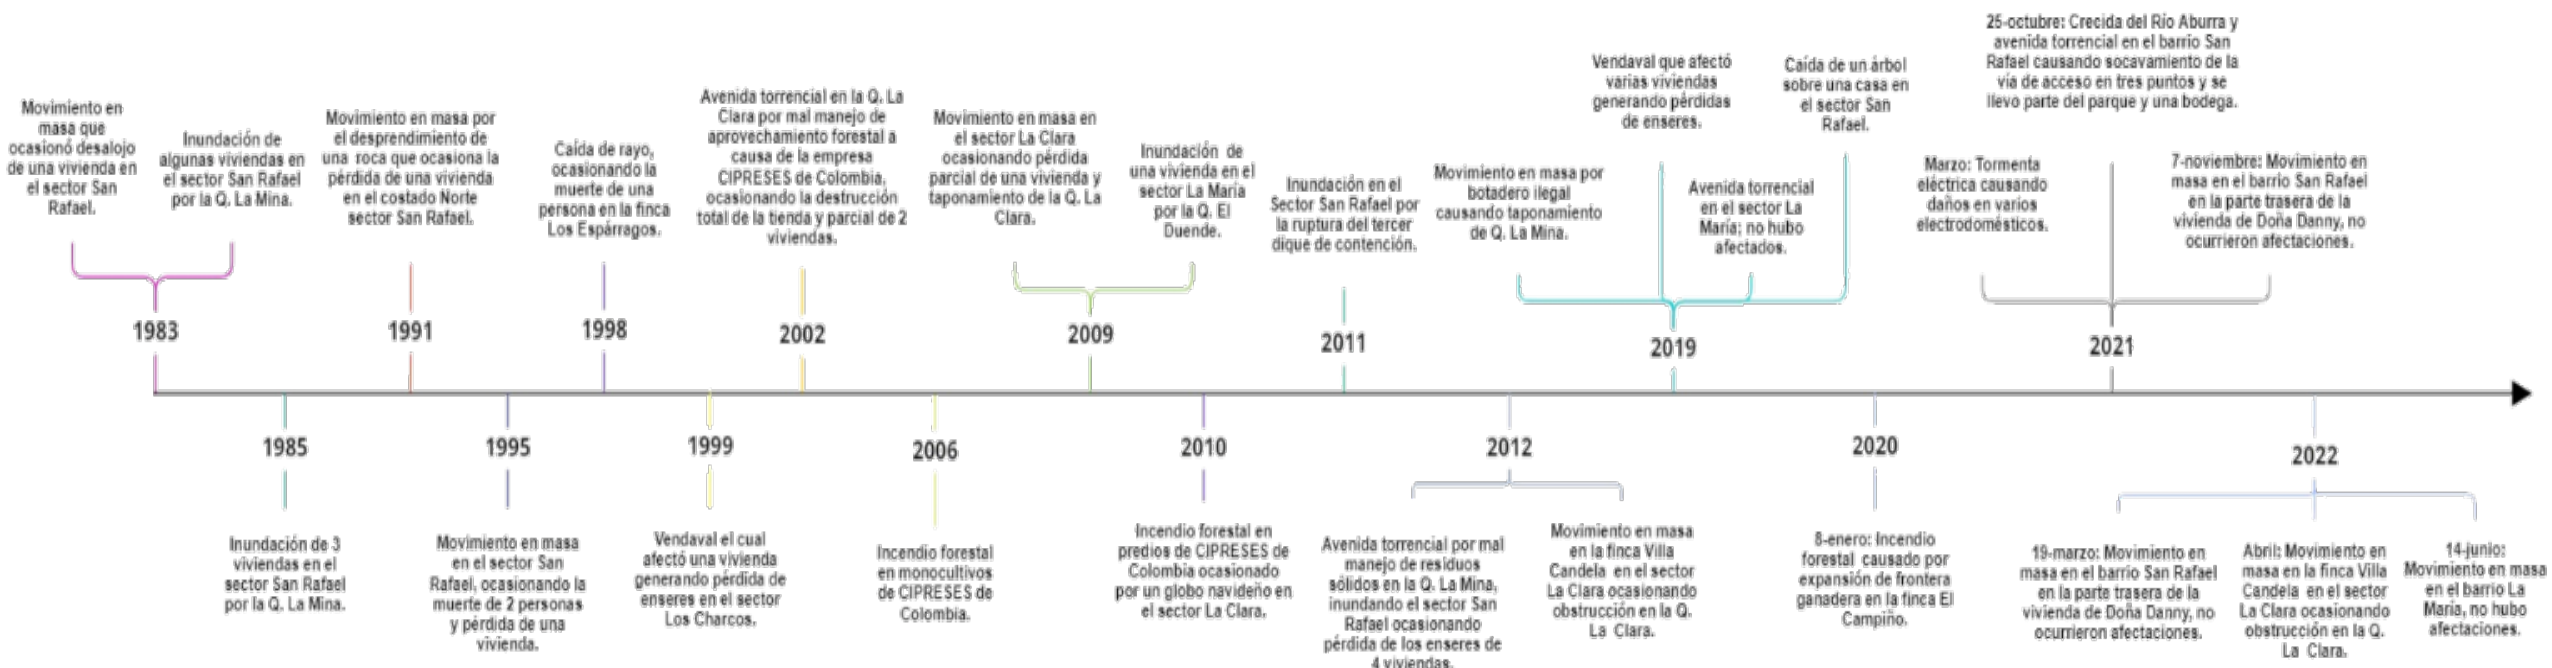 Movimiento en
masa que
ocasionó desalojo
de una vivienda en
el sector San
Rafael.
Inundación de
algunas viviendas en
el sector San Rafael
por la Q. La Mina.
1983
Inundación de 3
viviendas en el
sector San Rafael
por la Q. La Mina.
1985
Movimiento en masa por
el desprendimiento de
una roca que ocasiona la
pérdida de una vivienda
en el costado Norte
sector San Rafael.
1991
1995
Movimiento en masa
en el sector San
Rafael, ocasionando la
muerte de 2 personas
y pérdida de una
vivienda.
Caída de rayo,
ocasionando la
muerte de una
persona en la finca
Los Espárragos.
1998
1999
Vendaval el cual
afectó una vivienda
generando pérdida de
enseres en el sector
Los Charcos.
Avenida torrencial en la Q. La
Clara por mal manejo de
aprovechamiento forestal a
causa de la empresa
CIPRESES de Colombia,
ocasionando la destrucción
total de la tienda y parcial de 2
viviendas.
2002
2006
Incendio forestal
en monocultivos
de CIPRESES de
Colombia.
Movimiento en masa en
el sector La Clara
ocasionando pérdida
parcial de una vivienda y
taponamiento de la Q. La
Clara.
Inundación de
una vivienda en el
sector La María
por la Q. El
Duende.
2009
2010
Incendio forestal en
predios de CIPRESES de
Colombia ocasionado
por un globo navideño en
el sector La Clara.
Inundación en el
Sector San Rafael por
la ruptura del tercer
dique de contención.
2011
2012
Avenida torrencial por mal
manejo de residuos
sólidos en la Q. La Mina,
inundando el sector San
Rafael ocasionando
pérdida de los enseres de
4 viviendas.
Movimiento en masa
en la finca Villa
Candela en el sector
La Clara ocasionando
obstrucción en la Q.
La Clara.
Movimiento en masa por
botadero ilegal
causando taponamiento
de Q. La Mina.
Vendaval que afectó
varias viviendas
generando pérdidas
de enseres.
Avenida torrencial
en el sector La
María; no hubo
afectados.
Caída de un árbol
sobre una casa en
el sector San
Rafael.
2019
2020
8-enero: Incendio
forestal causado por
expansión de frontera
ganadera en la finca El
Campiño.
Marzo: Tormenta
eléctrica causando
daños en varios
electrodomésticos.
25-octubre: Crecida del Río Aburra y
avenida torrencial en el barrio San
Rafael causando socavamiento de la
vía de acceso en tres puntos y se
llevo parte del parque y una bodega.
7-noviembre: Movimiento en
masa en el barrio San Rafael
en la parte trasera de la
vivienda de Doña Danny, no
ocurrieron afectaciones.
2021
2022
19-marzo: Movimiento en
masa en el barrio San Rafael
en la parte trasera de la
vivienda de Doña Danny, no
ocurrieron afectaciones.
Abril: Movimiento en
masa en la finca Villa
Candela en el sector
La Clara ocasionando
obstrucción en la Q.
La Clara.
14-junio:
Movimiento en masa
en el barrio La
María, no hubo
afectaciones.